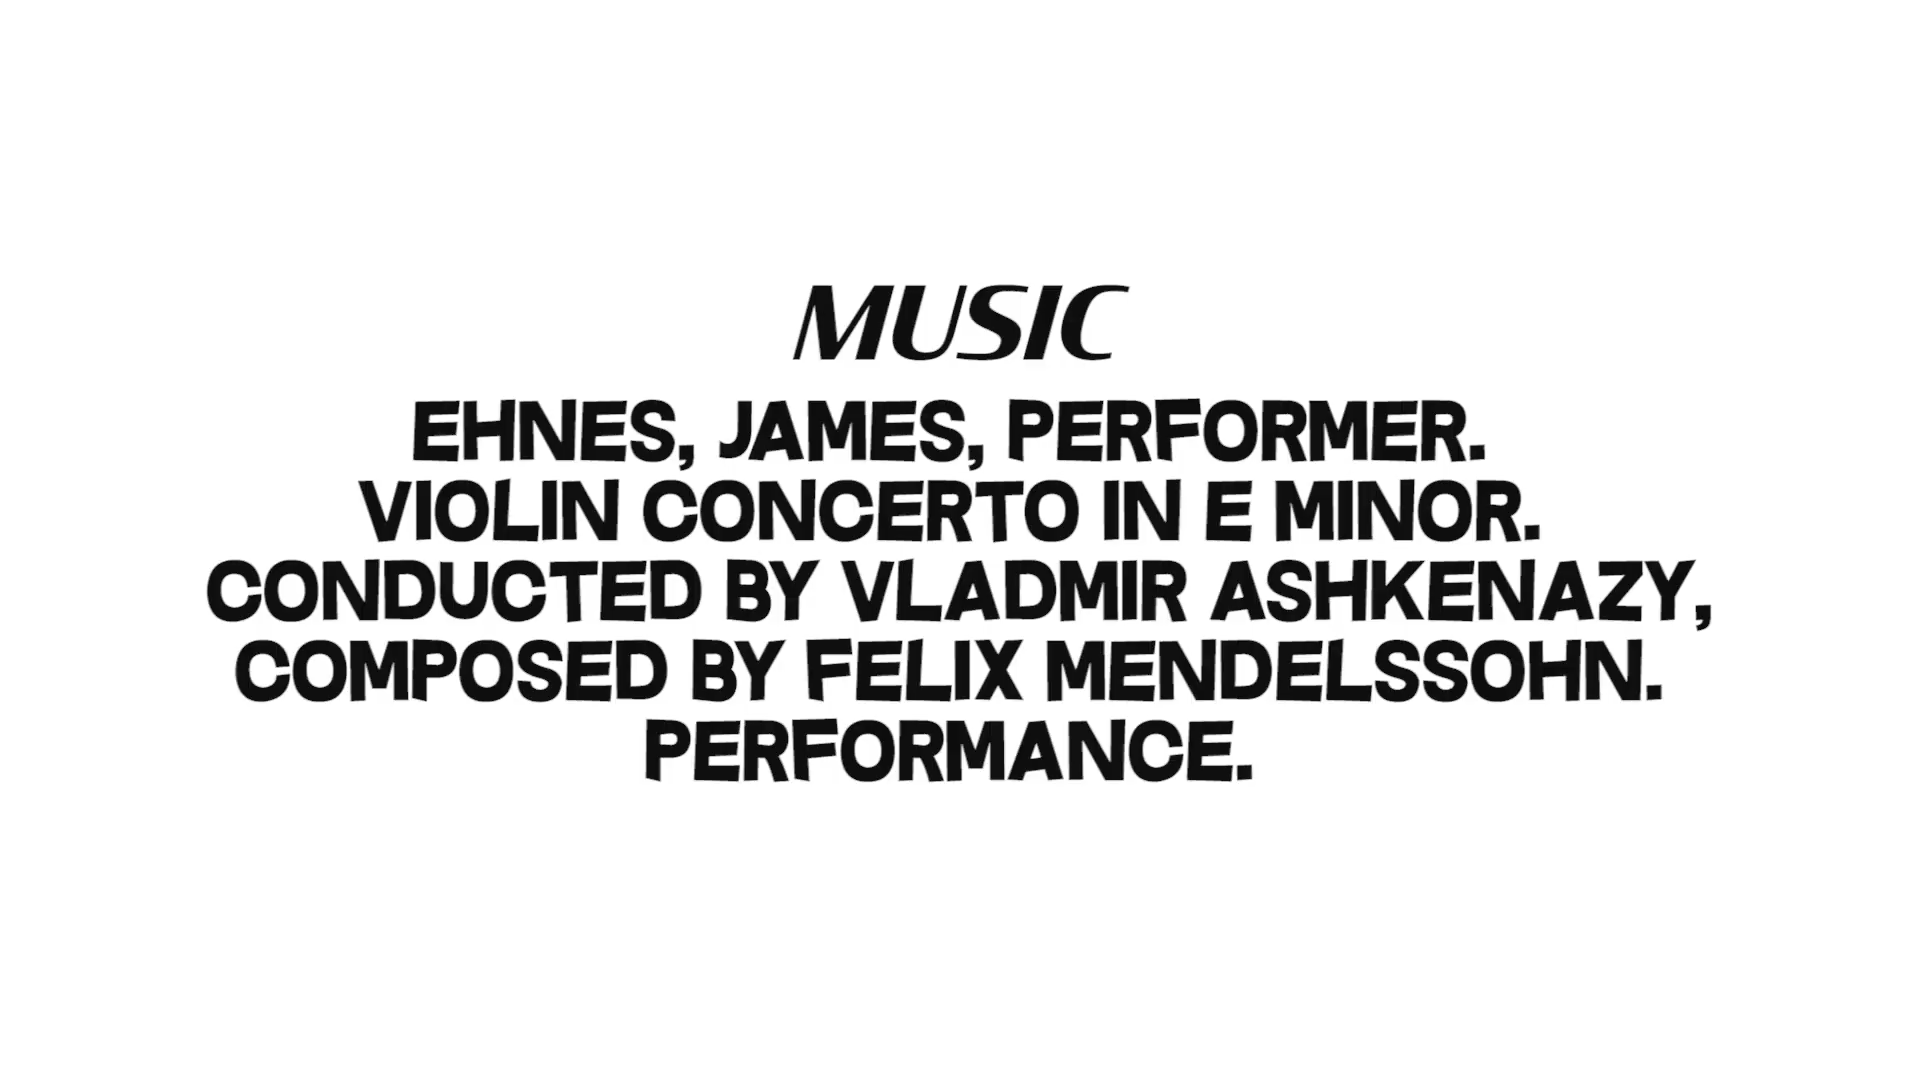 MUSIC
EHNES, JAMES, PERFORMER.
VIOLIN CONCERTO IN E MINOR.
CONDUCTED BY VLADMIR ASHKENAZY,
COMPOSED BY FELIX MENDELSSOHN.
PERFORMANCE.